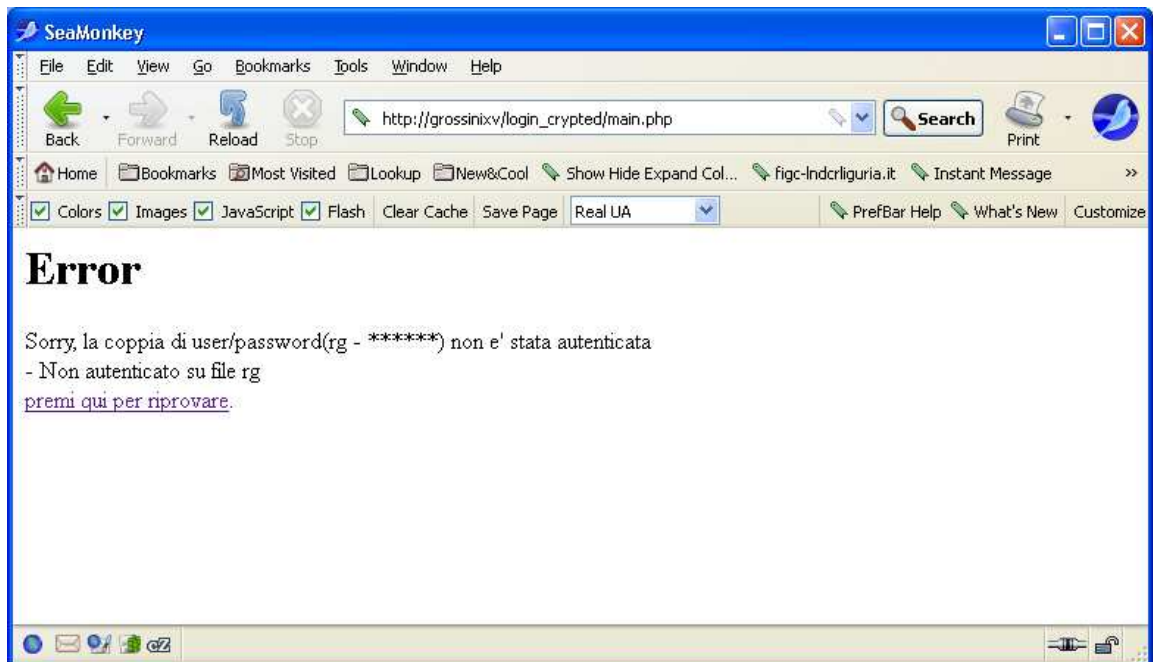 SeaMonkey
File Edit View Go Bookmarks Tools Window Help
Back Forward Reload Stop http://grossinixv/login_crypted/main.php Search Print
Home Bookmarks Most Visited Lookup New&Cool Show Hide Expand Col... figc-lndcrliguria.it Instant Message »
Colors Images JavaScript Flash Clear Cache Save Page Real UA PrefBar Help What's New Customize
Error
Sorry, la coppia di user/password(rg - ******) non e' stata autenticata
- Non autenticato su file rg
premi qui per riprovare.
cZ